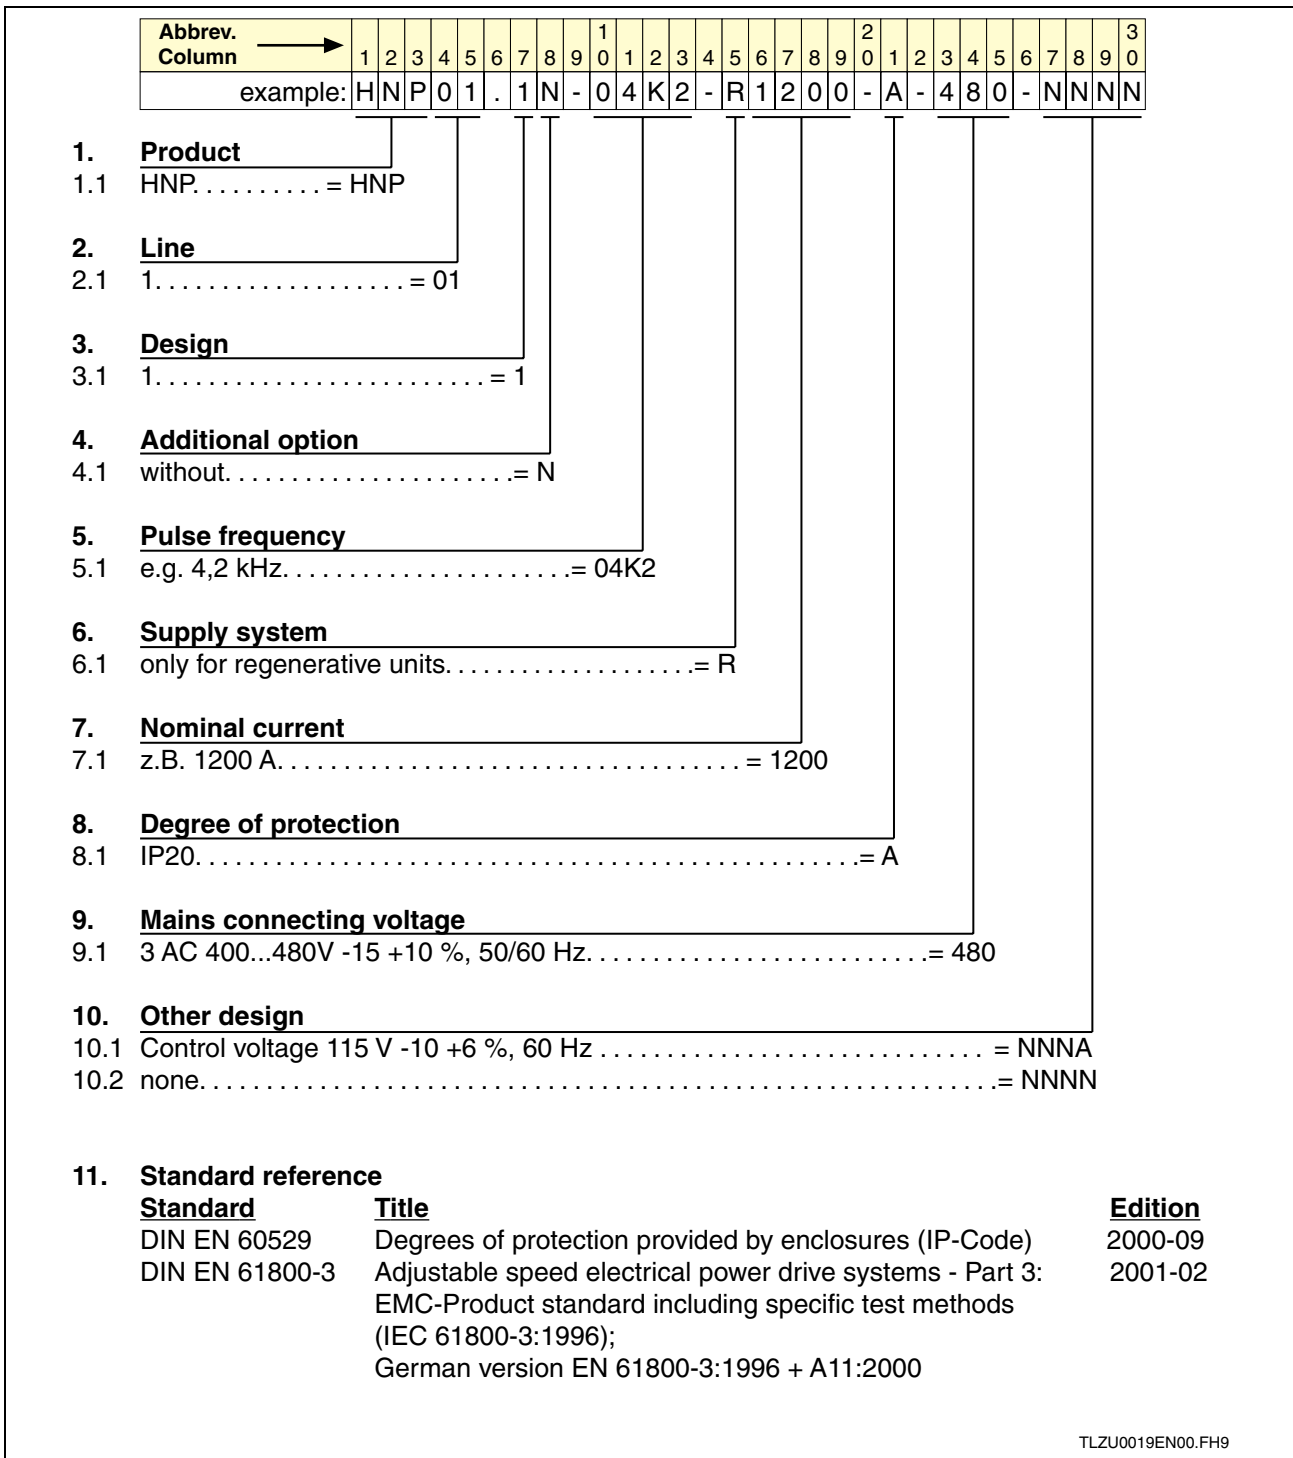 Abbrev. 1 2 3
Column 1 2 3 4 5 6 7 8 9 0 1 2 3 4 5 6 7 8 9 0 1 2 3 4 5 6 7 8 9 0
example: H N P 0 1 . 1 N - 0 4 K 2 - R 1 2 0 0 - A - 4 8 0 - N N N N
1. Product
1.1 HNP. . . . . . . . . . = HNP
2. Line
2.1 1. . . . . . . . . . . . . . . . . . . = 01
3. Design
3.1 1. . . . . . . . . . . . . . . . . . . . . . . . . = 1
4. Additional option
4.1 without. . . . . . . . . . . . . . . . . . . . . .= N
5. Pulse frequency
5.1 e.g. 4,2 kHz. . . . . . . . . . . . . . . . . . . . . .= 04K2
6. Supply system
6.1 only for regenerative units. . . . . . . . . . . . . . . . . . .= R
7. Nominal current
7.1 z.B. 1200 A. . . . . . . . . . . . . . . . . . . . . . . . . . . . . . . . . . . = 1200
8. Degree of protection
8.1 IP20. . . . . . . . . . . . . . . . . . . . . . . . . . . . . . . . . . . . . . . . . . . . . . . . . .= A
9. Mains connecting voltage
9.1 3 AC 400...480V -15 +10 %, 50/60 Hz. . . . . . . . . . . . . . . . . . . . . . . . . .= 480
10. Other design
10.1 Control voltage 115 V -10 +6 %, 60 Hz . . . . . . . . . . . . . . . . . . . . . . . . . . . . . = NNNA
10.2 none. . . . . . . . . . . . . . . . . . . . . . . . . . . . . . . . . . . . . . . . . . . . . . . . . . . . . . . . . . . .= NNNN
11. Standard reference
Standard Title Edition
DIN EN 60529 Degrees of protection provided by enclosures (IP-Code) 2000-09
DIN EN 61800-3 Adjustable speed electrical power drive systems - Part 3: 2001-02
EMC-Product standard including specific test methods
(IEC 61800-3:1996);
German version EN 61800-3:1996 + A11:2000
TLZU0019EN00.FH9